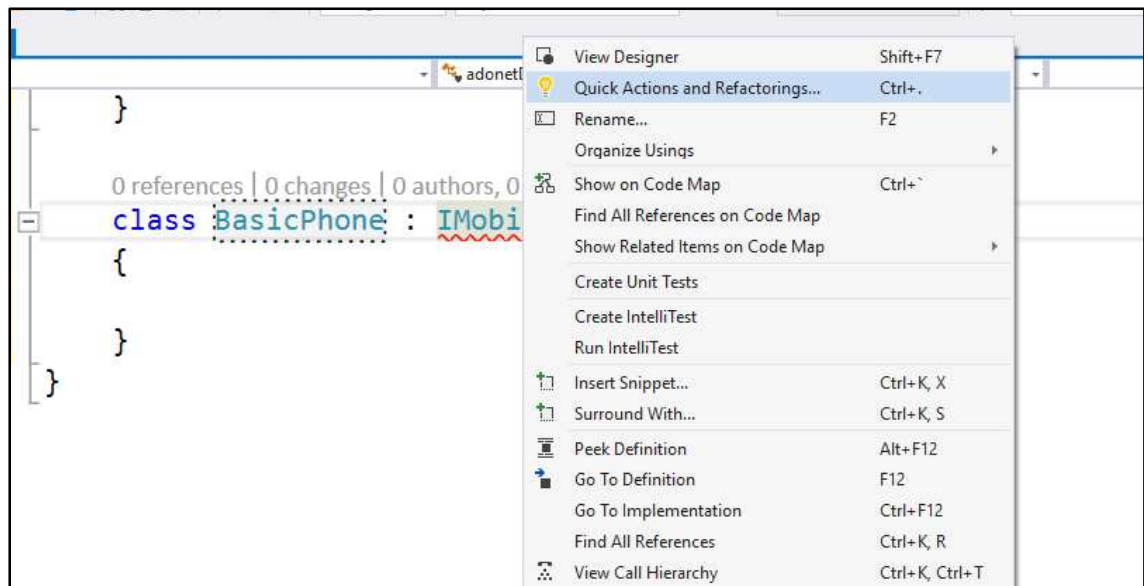 adonetD
}
0 references | 0 changes | 0 authors, 0
class BasicPhone : IMobi
{
}
}
View Designer Shift+F7
Quick Actions and Refactorings... Ctrl+.
Rename... F2
Organize Usings
Show on Code Map Ctrl+`
Find All References on Code Map
Show Related Items on Code Map
Create Unit Tests
Create IntelliTest
Run IntelliTest
Insert Snippet... Ctrl+K, X
Surround With... Ctrl+K, S
Peek Definition Alt+F12
Go To Definition F12
Go To Implementation Ctrl+F12
Find All References Ctrl+K, R
View Call Hierarchy Ctrl+K, Ctrl+T